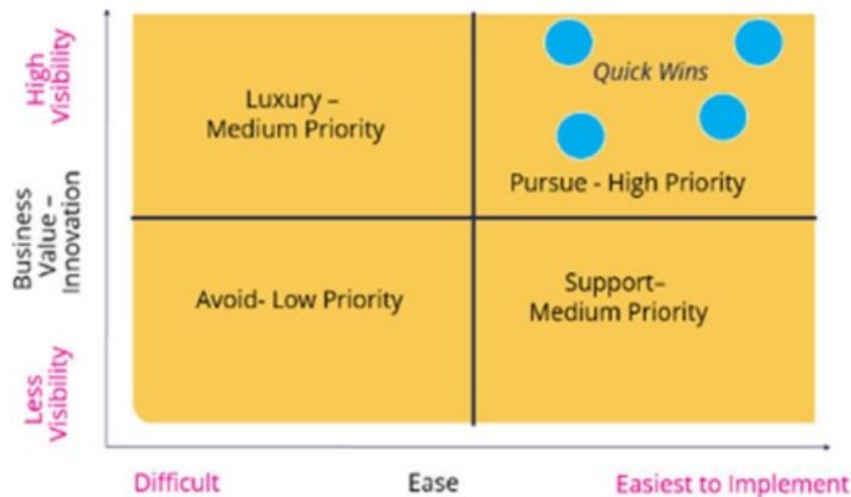 High
Visibility
Quick Wins
Luxury –
Medium Priority
Pursue - High Priority
Business
Value –
Innovation
Support–
Medium Priority
Avoid- Low Priority
Less
Visibility
Difficult
Ease
Easiest to Implement